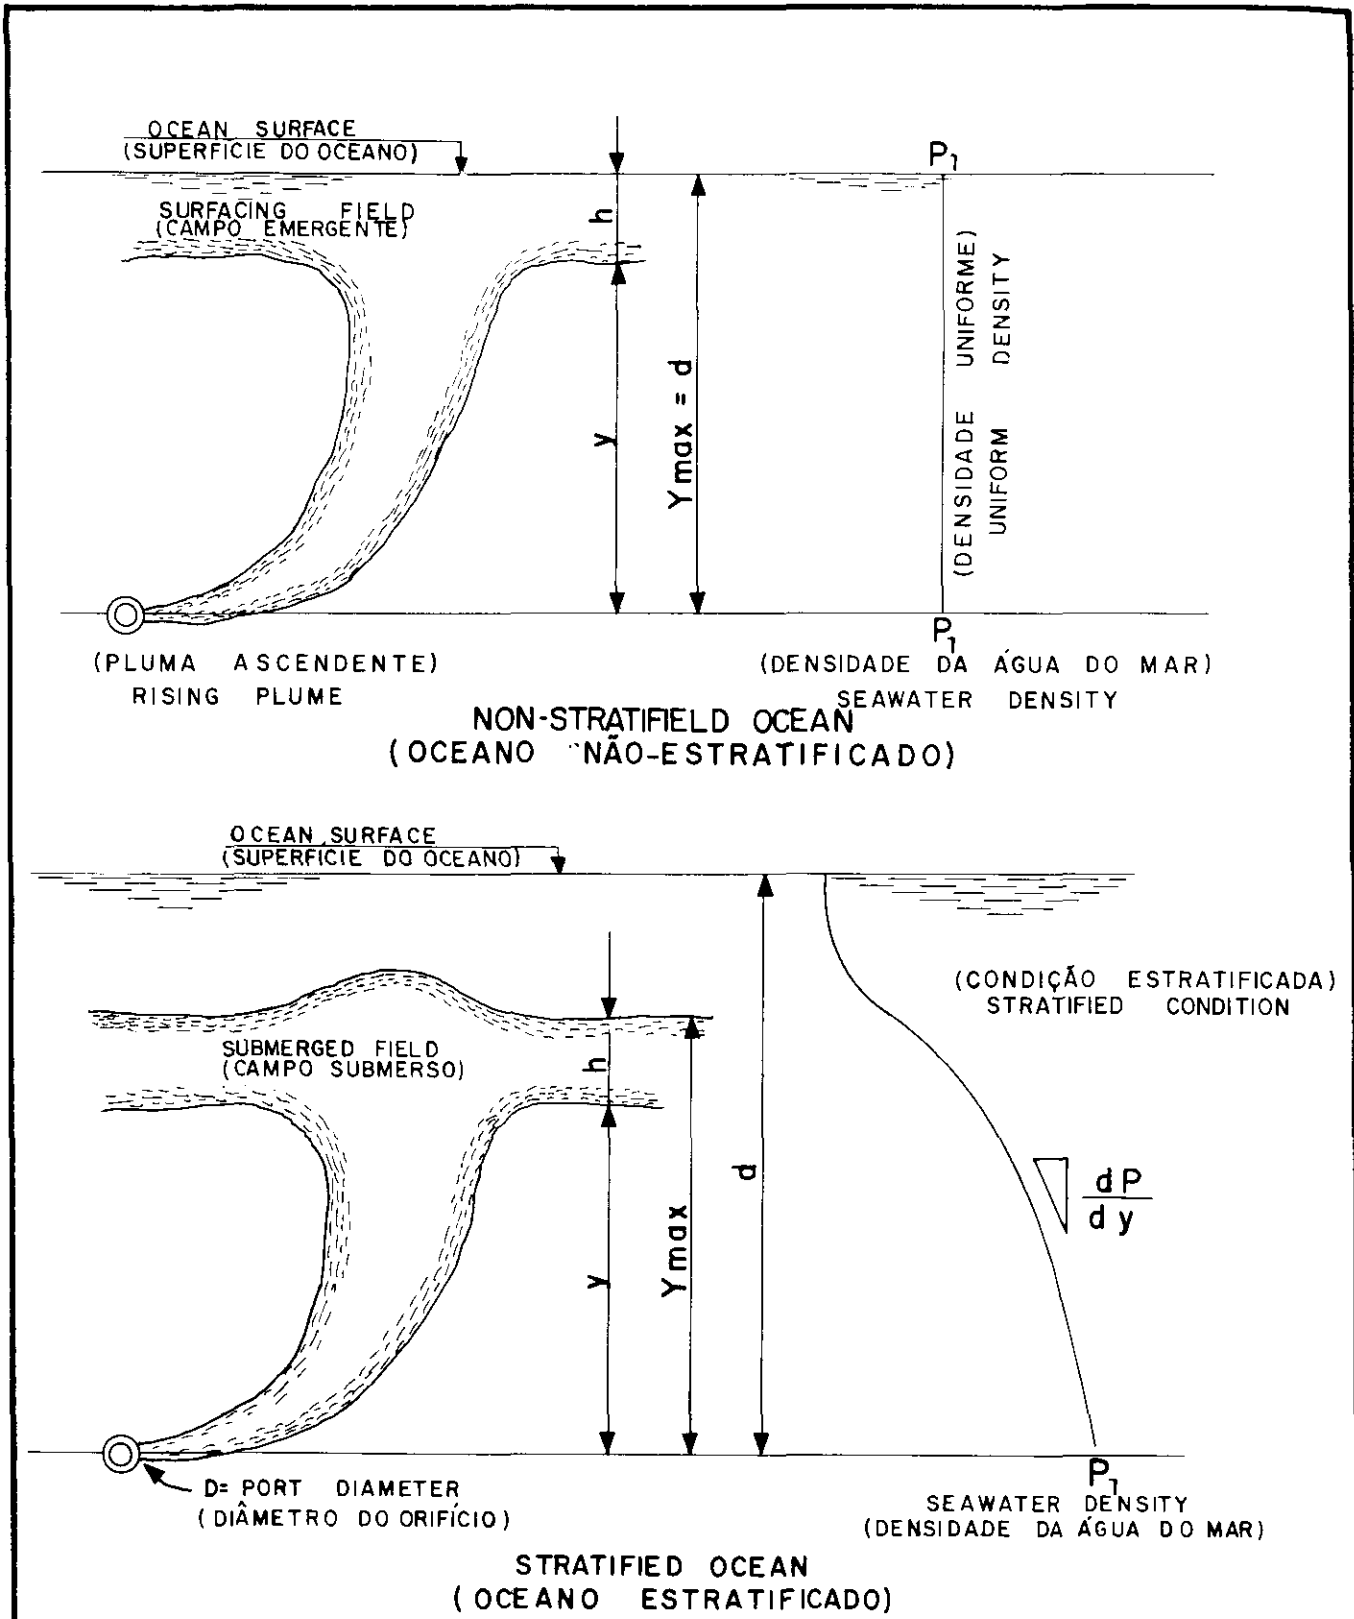 OCEAN SURFACE
(SUPERFÍCIE DO OCEANO)
SURFACING FIELD
(CAMPO EMERGENTE)
h
y
Ymax = d
P1
(DENSIDADE UNIFORME)
UNIFORM DENSITY
P1
(PLUMA ASCENDENTE)
RISING PLUME
(DENSIDADE DA ÁGUA DO MAR)
SEAWATER DENSITY
NON-STRATIFIELD OCEAN
(OCEANO NÃO-ESTRATIFICADO)
OCEAN SURFACE
(SUPERFÍCIE DO OCEANO)
SUBMERGED FIELD
(CAMPO SUBMERSO)
h
y
Ymax
d
(CONDIÇÃO ESTRATIFICADA)
STRATIFIED CONDITION
dP
dy
P1
D= PORT DIAMETER
(DIÂMETRO DO ORIFÍCIO)
SEAWATER DENSITY
(DENSIDADE DA ÁGUA DO MAR)
STRATIFIED OCEAN
(OCEANO ESTRATIFICADO)